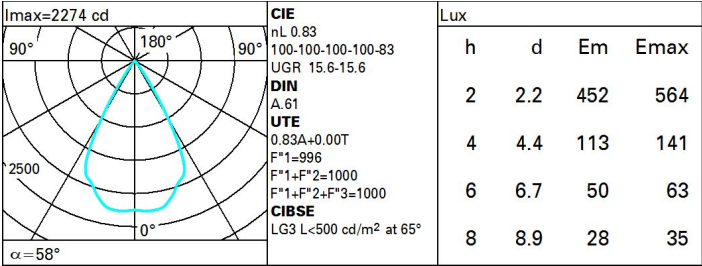 Imax=2274 cd
90° 180° 90°
2500
0°
α=58°
CIE
nL 0.83
100-100-100-100-83
UGR 15.6-15.6
DIN
A.61
UTE
0.83A+0.00T
F"1=996
F"1+F"2=1000
F"1+F"2+F"3=1000
CIBSE
LG3 L<500 cd/m² at 65°
Lux
h d Em Emax
2 2.2 452 564
4 4.4 113 141
6 6.7 50 63
8 8.9 28 35